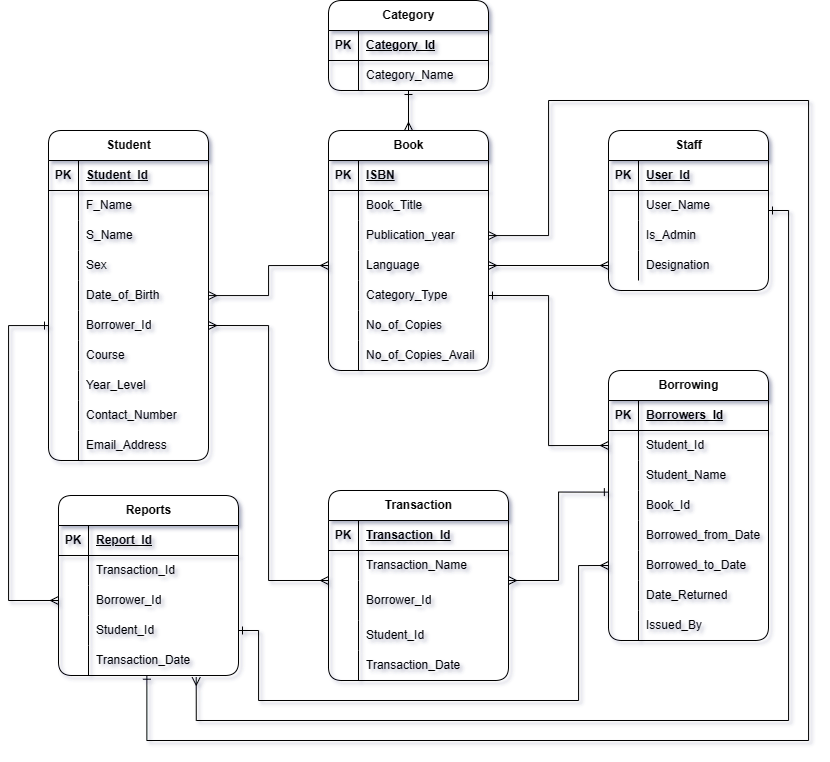 Category
PK Category_Id
Category_Name
Student
PK Student_Id
F_Name
S_Name
Sex
Date_of_Birth
Borrower_Id
Course
Year_Level
Contact_Number
Email_Address
Book
PK ISBN
Book_Title
Publication_year
Language
Category_Type
No_of_Copies
No_of_Copies_Avail
Staff
PK User_Id
User_Name
Is_Admin
Designation
Borrowing
PK Borrowers_Id
Student_Id
Student_Name
Book_Id
Borrowed_from_Date
Borrowed_to_Date
Date_Returned
Issued_By
Reports
PK Report_Id
Transaction_Id
Borrower_Id
Student_Id
Transaction_Date
Transaction
PK Transaction_Id
Transaction_Name
Borrower_Id
Student_Id
Transaction_Date